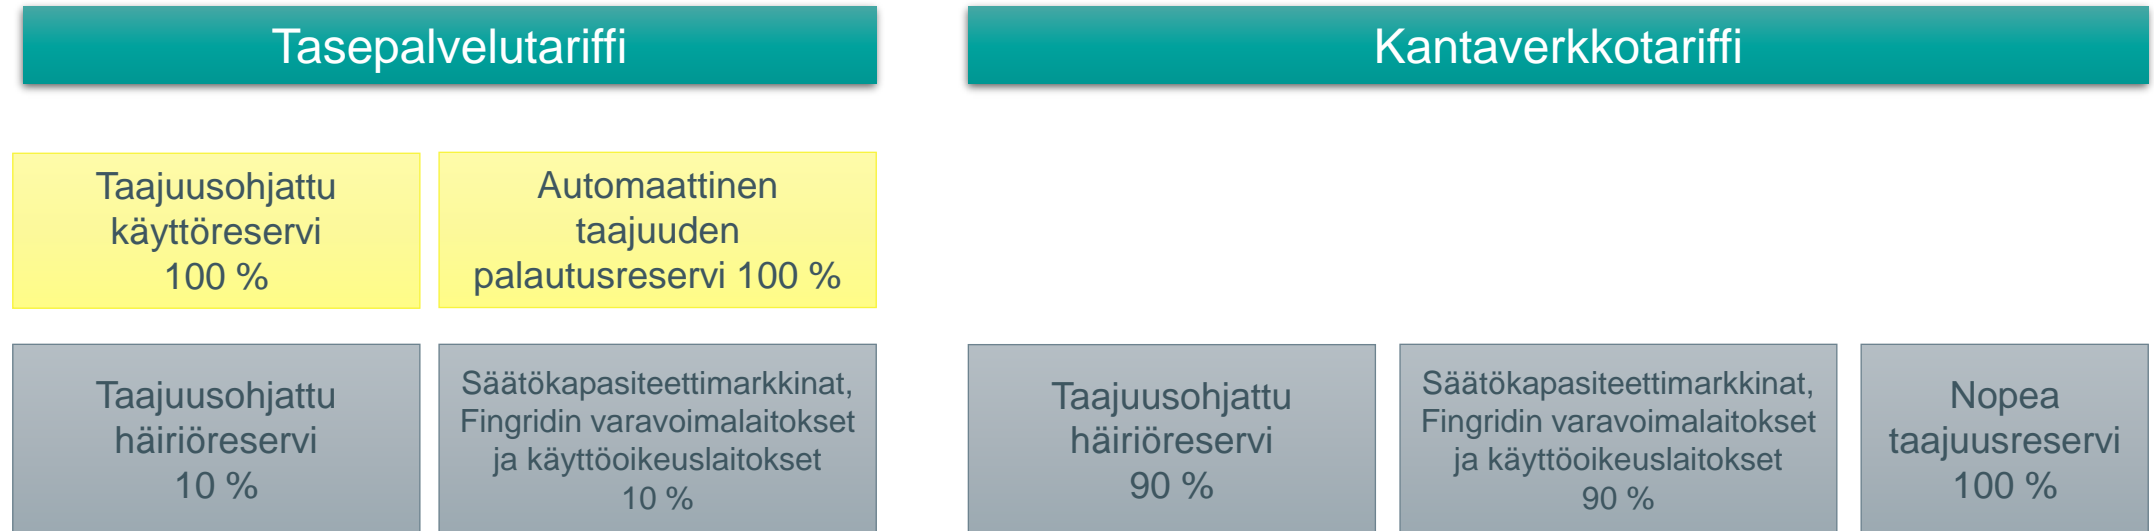 Tasepalvelutariffi
Kantaverkkotariffi
Taajuusohjattu
käyttöreservi
100 %
Automaattinen
taajuuden
palautusreservi 100 %
Taajuusohjattu
häiriöreservi
10 %
Säätökapasiteettimarkkinat,
Fingridin varavoimalaitokset
ja käyttöoikeuslaitokset
10 %
Taajuusohjattu
häiriöreservi
90 %
Säätökapasiteettimarkkinat,
Fingridin varavoimalaitokset
ja käyttöoikeuslaitokset
90 %
Nopea
taajuusreservi
100 %